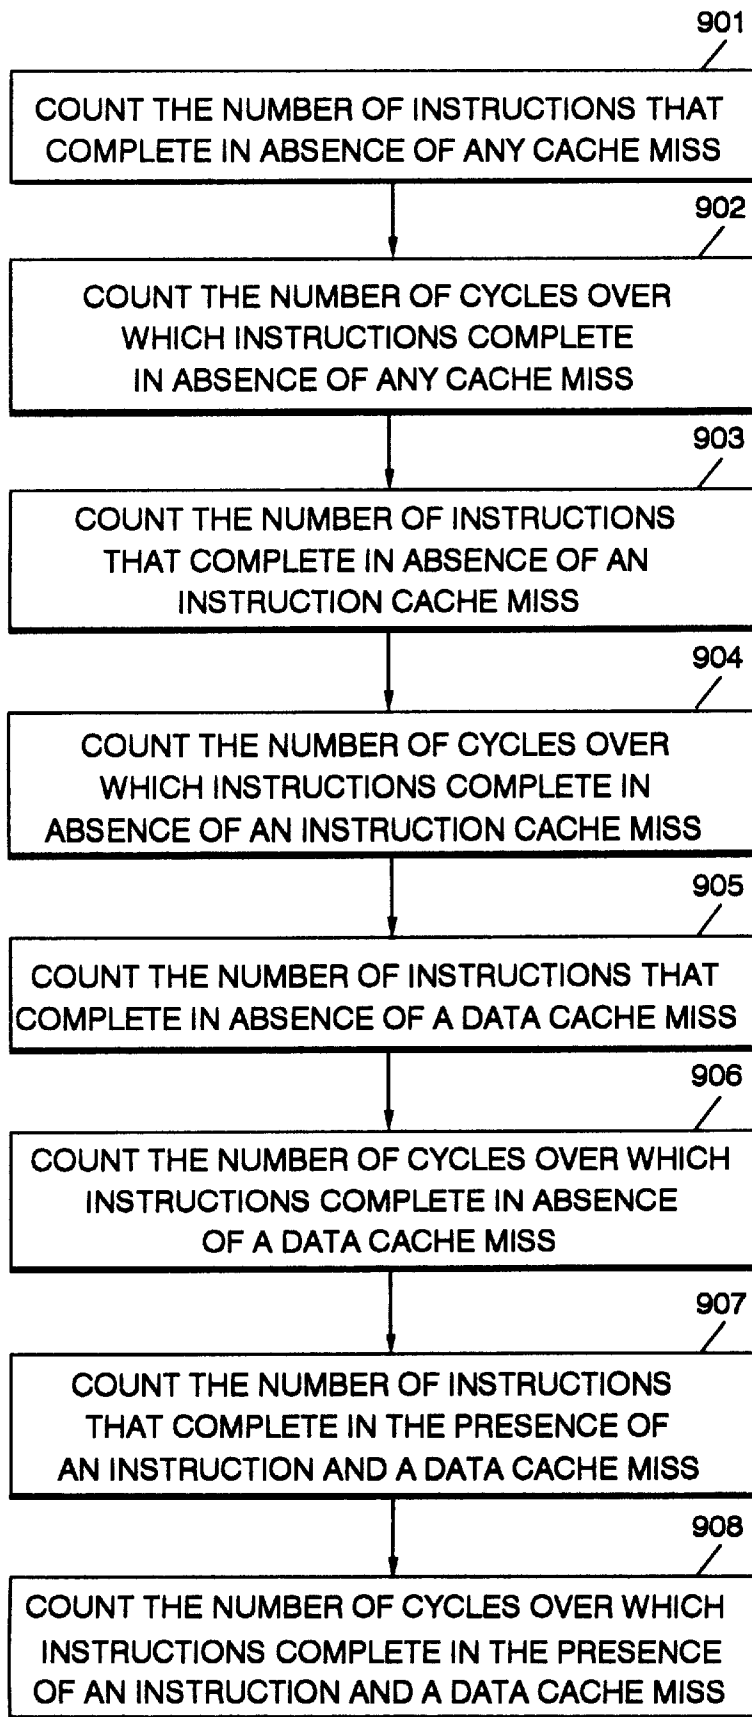 901
COUNT THE NUMBER OF INSTRUCTIONS THAT
COMPLETE IN ABSENCE OF ANY CACHE MISS
902
COUNT THE NUMBER OF CYCLES OVER
WHICH INSTRUCTIONS COMPLETE
IN ABSENCE OF ANY CACHE MISS
903
COUNT THE NUMBER OF INSTRUCTIONS
THAT COMPLETE IN ABSENCE OF AN
INSTRUCTION CACHE MISS
904
COUNT THE NUMBER OF CYCLES OVER
WHICH INSTRUCTIONS COMPLETE IN
ABSENCE OF AN INSTRUCTION CACHE MISS
905
COUNT THE NUMBER OF INSTRUCTIONS THAT
COMPLETE IN ABSENCE OF A DATA CACHE MISS
906
COUNT THE NUMBER OF CYCLES OVER WHICH
INSTRUCTIONS COMPLETE IN ABSENCE
OF A DATA CACHE MISS
907
COUNT THE NUMBER OF INSTRUCTIONS
THAT COMPLETE IN THE PRESENCE OF
AN INSTRUCTION AND A DATA CACHE MISS
908
COUNT THE NUMBER OF CYCLES OVER WHICH
INSTRUCTIONS COMPLETE IN THE PRESENCE
OF AN INSTRUCTION AND A DATA CACHE MISS